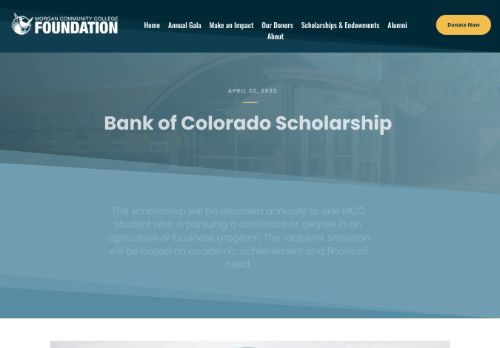 MORGAN COMMUNITY COLLEGE
FOUNDATION
Home Annual Gala Make an Impact Our Donors Scholarships & Endowments Alumni
About
Donate Now
APRIL 20, 2023
Bank of Colorado Scholarship
The scholarship will be awarded annually to one MCC
student who is pursuing a certificate or degree in an
agriculture or business program. The recipient selection
will be based on academic achievement and financial
need.